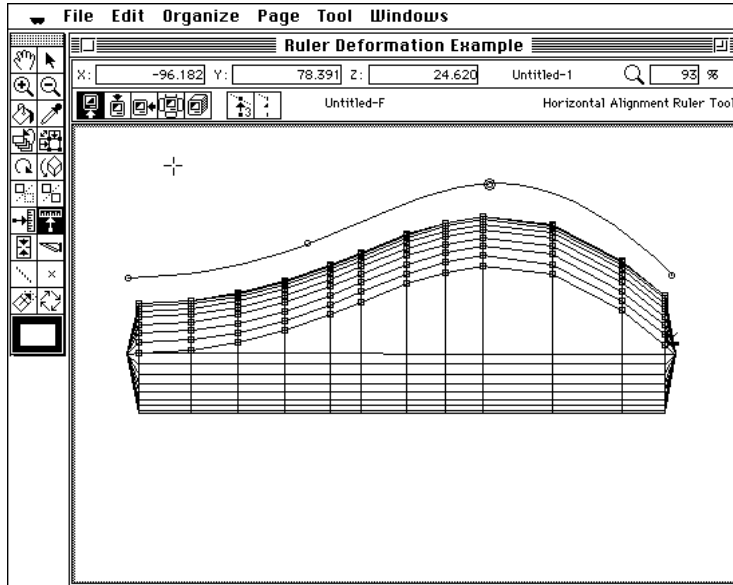 File Edit Organize Page Tool Windows
Ruler Deformation Example
X: -96.182 Y: 78.391 Z: 24.620 Untitled-1 93 %
3 Untitled-F Horizontal Alignment Ruler Tool